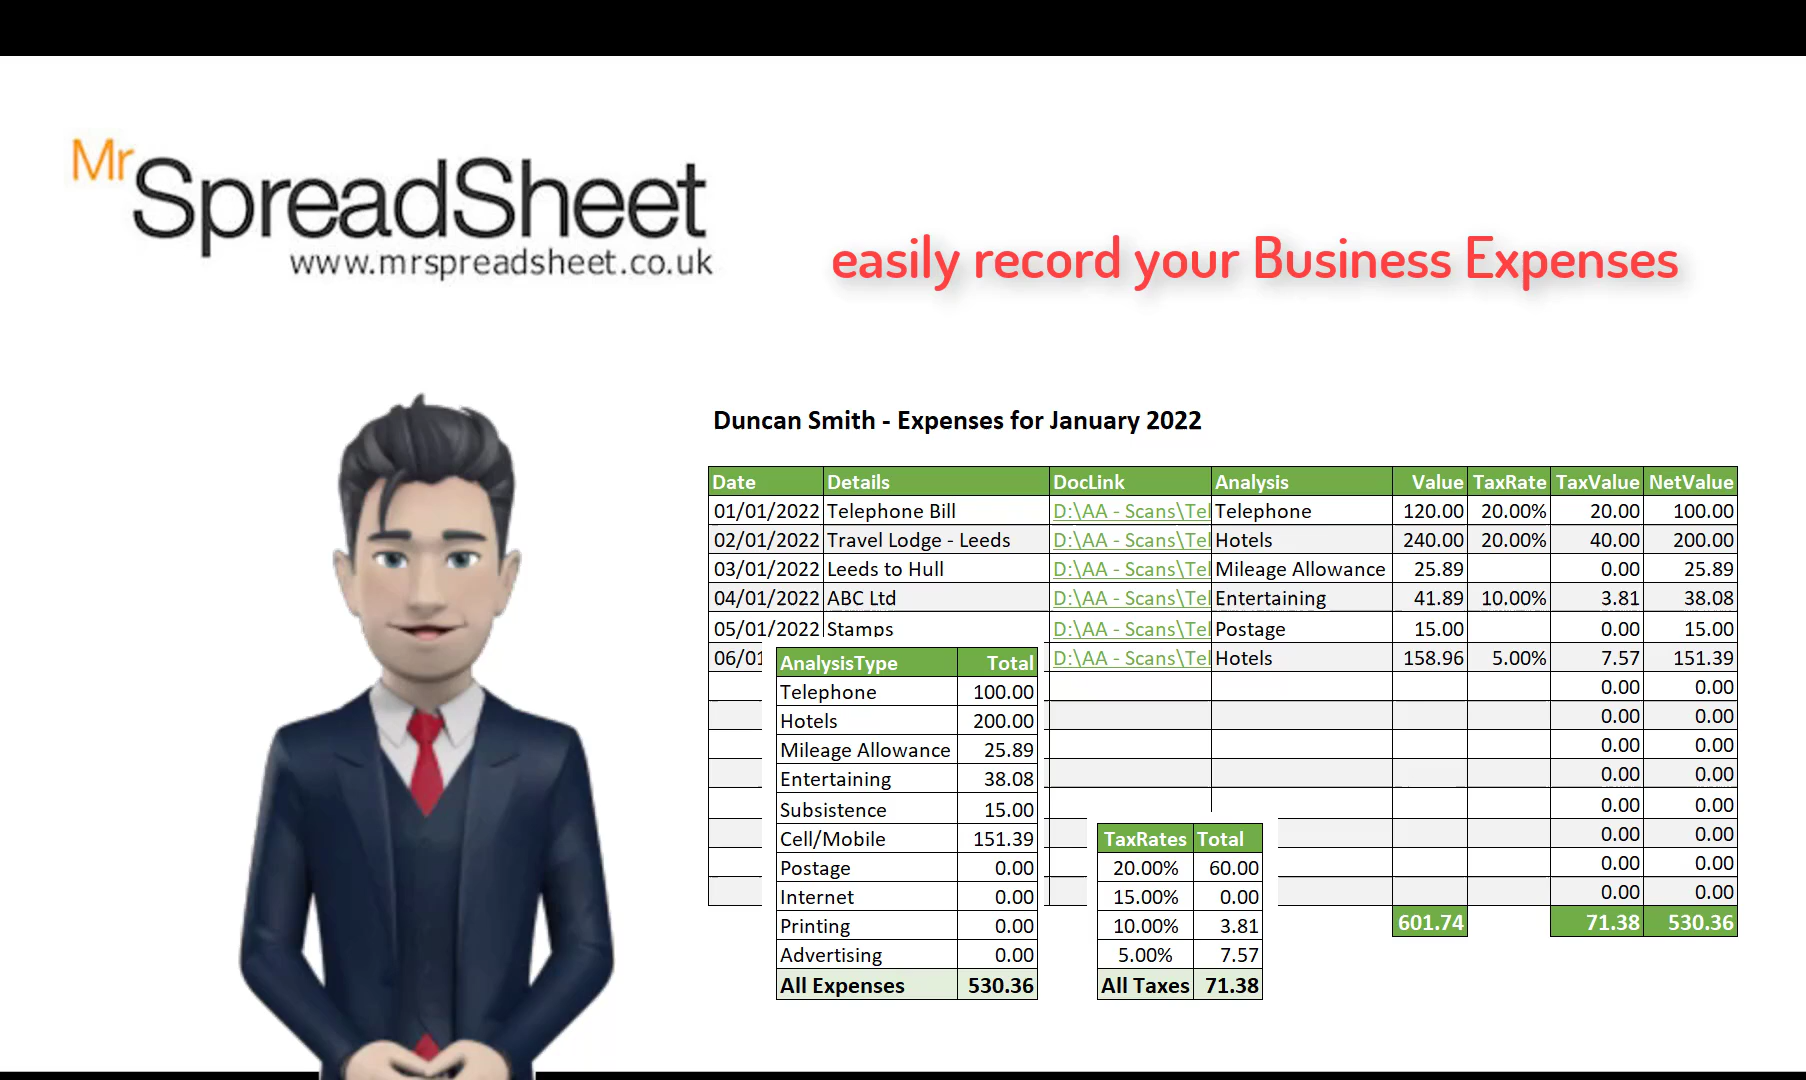 Mr
SpreadSheet
www.mrspreadsheet.co.uk
easily record your Business Expenses
Duncan Smith - Expenses for January 2022
Date Details DocLink Analysis Value TaxRate TaxValue NetValue
01/01/2022 Telephone Bill D:\AA - Scans\Tel Telephone 120.00 20.00% 20.00 100.00
02/01/2022 Travel Lodge - Leeds D:\AA - Scans\Tel Hotels 240.00 20.00% 40.00 200.00
03/01/2022 Leeds to Hull D:\AA - Scans\Tel Mileage Allowance 25.89 0.00 25.89
04/01/2022 ABC Ltd D:\AA - Scans\Tel Entertaining 41.89 10.00% 3.81 38.08
05/01/2022 Stamps D:\AA - Scans\Tel Postage 15.00 0.00 15.00
06/01 D:\AA - Scans\Tel Hotels 158.96 5.00% 7.57 151.39
0.00 0.00
0.00 0.00
0.00 0.00
0.00 0.00
0.00 0.00
0.00 0.00
0.00 0.00
0.00 0.00
601.74 71.38 530.36
AnalysisType Total
Telephone 100.00
Hotels 200.00
Mileage Allowance 25.89
Entertaining 38.08
Subsistence 15.00
Cell/Mobile 151.39
Postage 0.00
Internet 0.00
Printing 0.00
Advertising 0.00
All Expenses 530.36
TaxRates Total
20.00% 60.00
15.00% 0.00
10.00% 3.81
5.00% 7.57
All Taxes 71.38